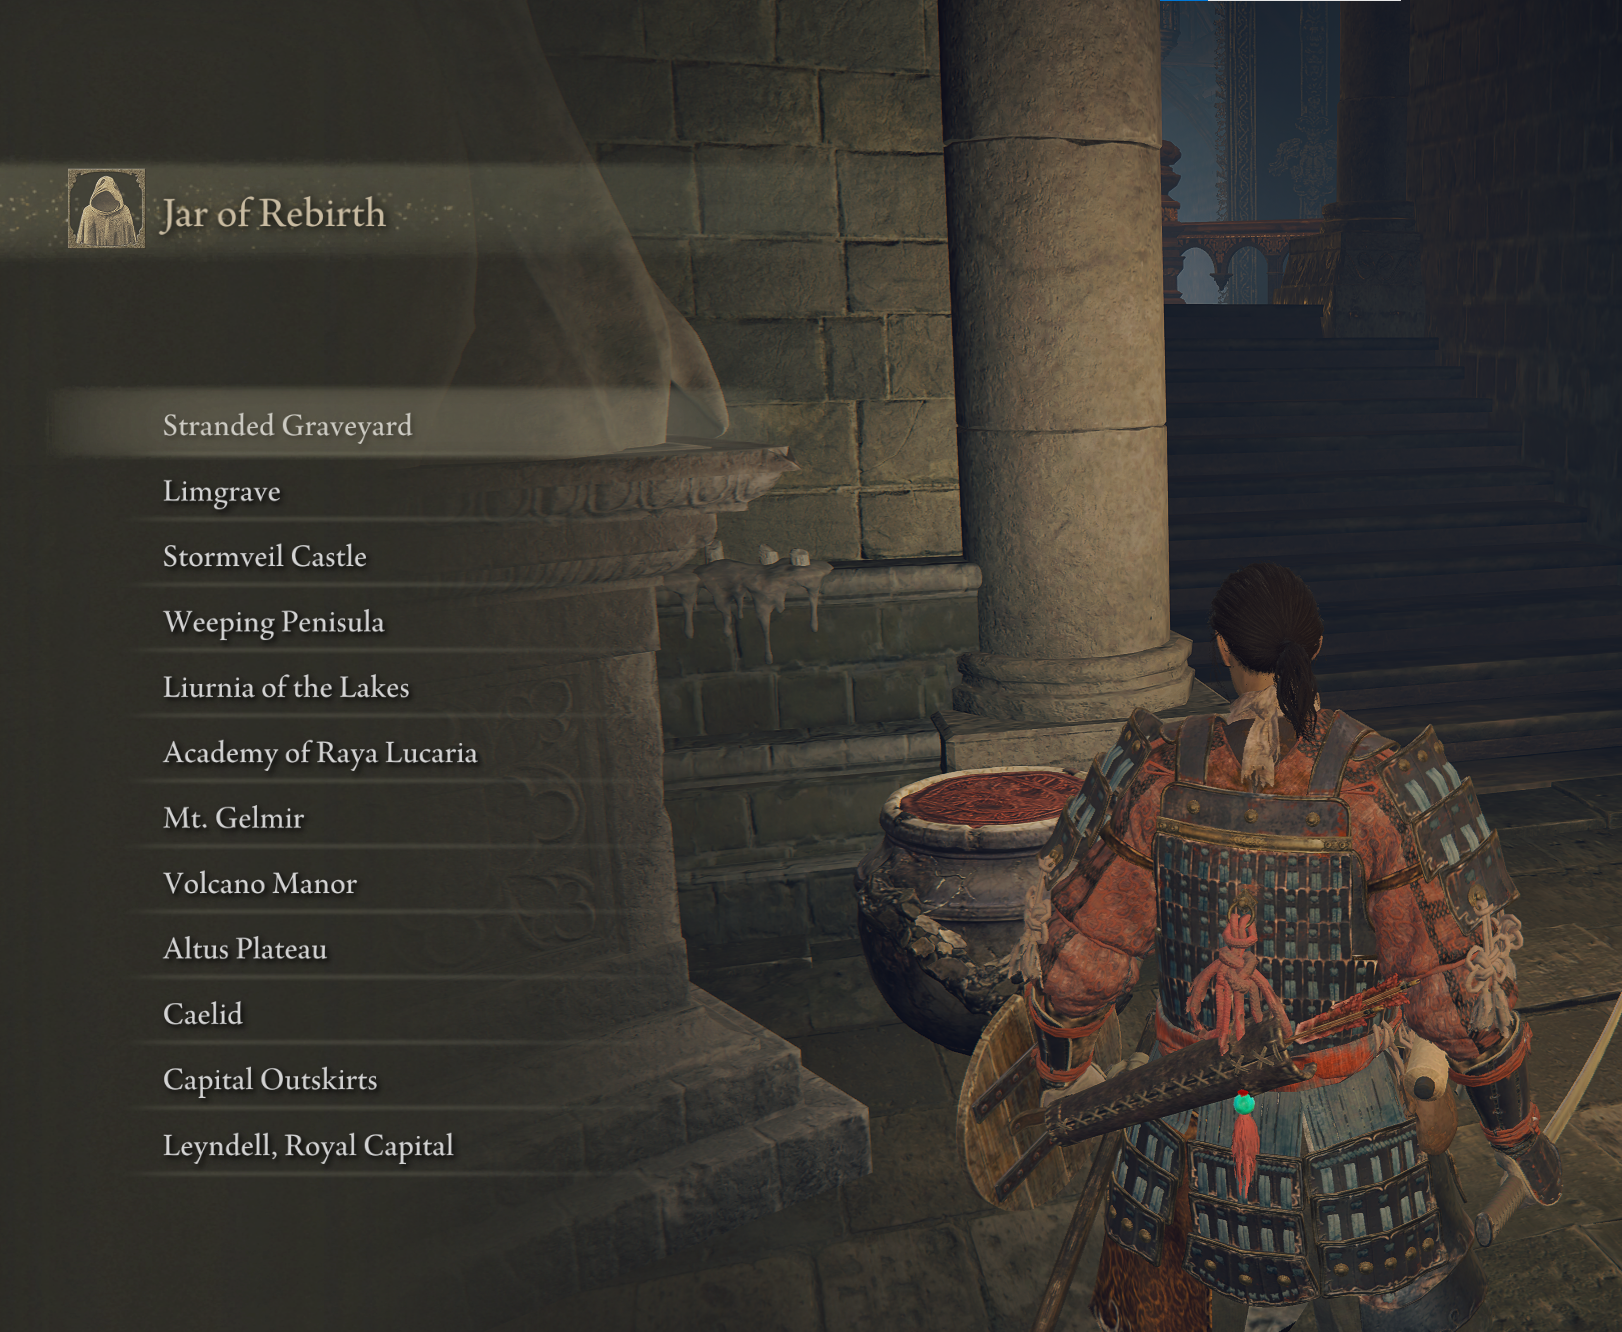 Jar of Rebirth
Stranded Graveyard
Limgrave
Stormveil Castle
Weeping Penisula
Liurnia of the Lakes
Academy of Raya Lucaria
Mt. Gelmir
Volcano Manor
Altus Plateau
Caelid
Capital Outskirts
Leyndell, Royal Capital